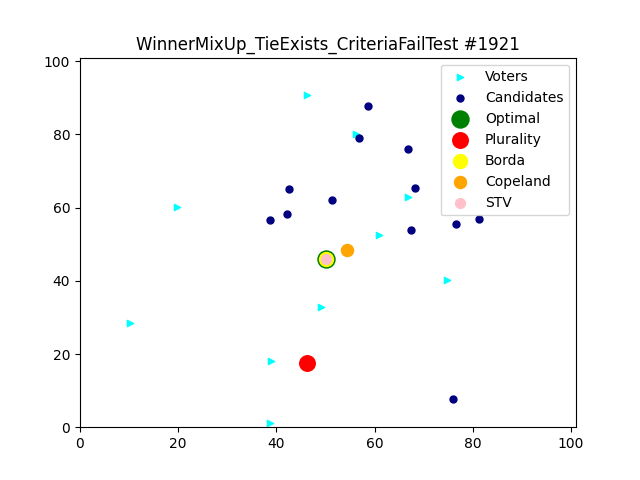 WinnerMixUp_TieExists_CriteriaFailTest #1921
100
80
60
40
20
0
0
20
40
60
80
100
Voters
Candidates
Optimal
Plurality
Borda
Copeland
STV